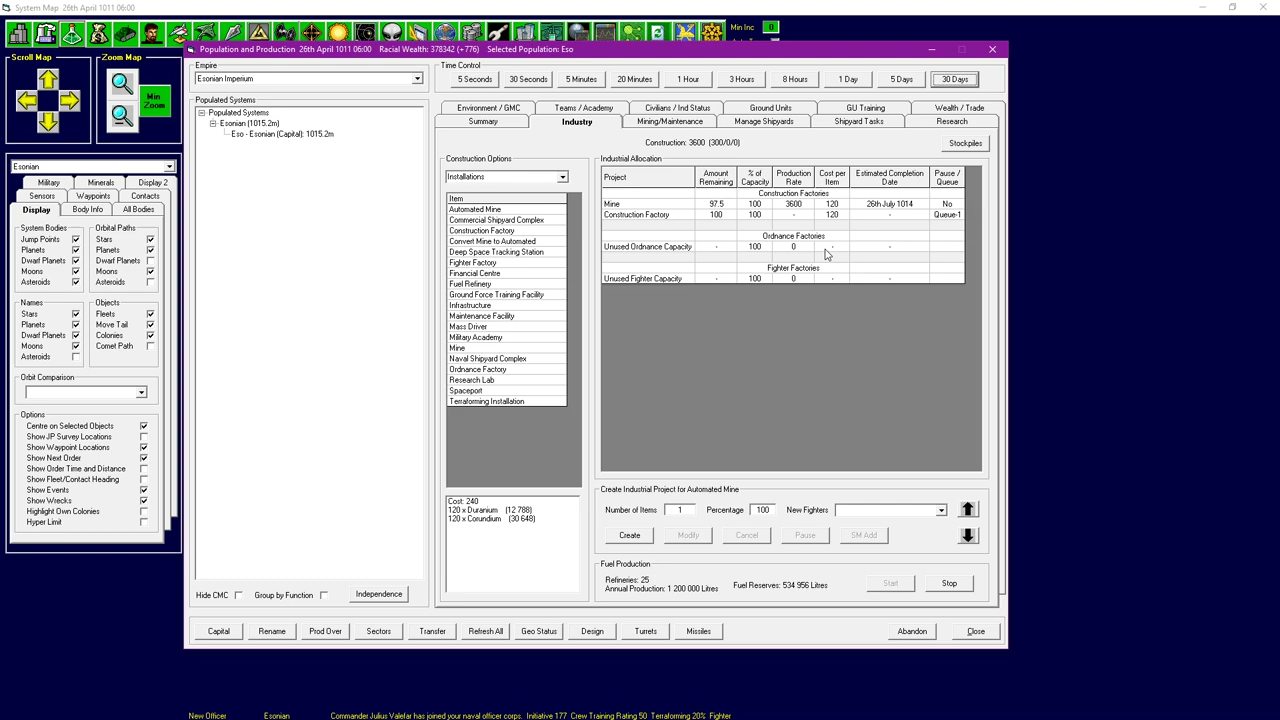 System Map 26th April 1011 06:00
Min Inc 0
Scroll Map
Zoom Map
Min Zoom
Population and Production 26th April 1011 06:00 Racial Wealth: 378342 (+776) Selected Population: Eso
Empire
Esonian Imperium
Time Control
5 Seconds 30 Seconds 5 Minutes 20 Minutes 1 Hour 3 Hours 8 Hours 1 Day 5 Days 30 Days
Populated Systems
Populated Systems
Esonian (1015.2m)
Eso - Esonian (Capital): 1015.2m
Environment / GMC Teams / Academy Civilians / Ind Status Ground Units GU Training Wealth / Trade
Summary Industry Mining/Maintenance Manage Shipyards Shipyard Tasks Research
Construction: 3600 (300/0/0)
Stockpiles
Construction Options
Installations
Item
Automated Mine
Commercial Shipyard Complex
Construction Factory
Convert Mine to Automated
Deep Space Tracking Station
Fighter Factory
Financial Centre
Fuel Refinery
Ground Force Training Facility
Infrastructure
Maintenance Facility
Mass Driver
Military Academy
Mine
Naval Shipyard Complex
Ordnance Factory
Research Lab
Spaceport
Terraforming Installation
Cost: 240
120 x Duranium (12 788)
120 x Corundium (30 648)
Industrial Allocation
Project Amount Remaining % of Capacity Production Rate Cost per Item Estimated Completion Date Pause / Queue
Construction Factories
Mine 97.5 100 3600 120 26th July 1014 No
Construction Factory 100 100 - 120 Queue-1
Ordnance Factories
Unused Ordnance Capacity - 100 0 - -
Fighter Factories
Unused Fighter Capacity - 100 0 - -
Create Industrial Project for Automated Mine
Number of Items 1 Percentage 100 New Fighters
Create Modify Cancel Pause SM Add
Fuel Production
Refineries: 25
Annual Production: 1 200 000 Litres
Fuel Reserves: 534 956 Litres
Start Stop
Hide CMC Group by Function Independence
Capital Rename Prod Over Sectors Transfer Refresh All Geo Status Design Turrets Missiles Abandon Close
Esonian
Military Minerals Display 2
Sensors Waypoints Contacts
Display Body Info All Bodies
System Bodies
Jump Points
Planets
Dwarf Planets
Moons
Asteroids
Orbital Paths
Stars
Planets
Dwarf Planets
Moons
Asteroids
Names
Stars
Planets
Dwarf Planets
Moons
Asteroids
Objects
Fleets
Move Tail
Colonies
Comet Path
Orbit Comparison
Options
Centre on Selected Objects
Show JP Survey Locations
Show Waypoint Locations
Show Next Order
Show Order Time and Distance
Show Fleet/Contact Heading
Show Events
Show Wrecks
Highlight Own Colonies
Hyper Limit
New Officer Esonian Commander Julius Valefar has joined your naval officer corps. Initiative 177 Crew Training Rating 50 Terraforming 20% Fighter